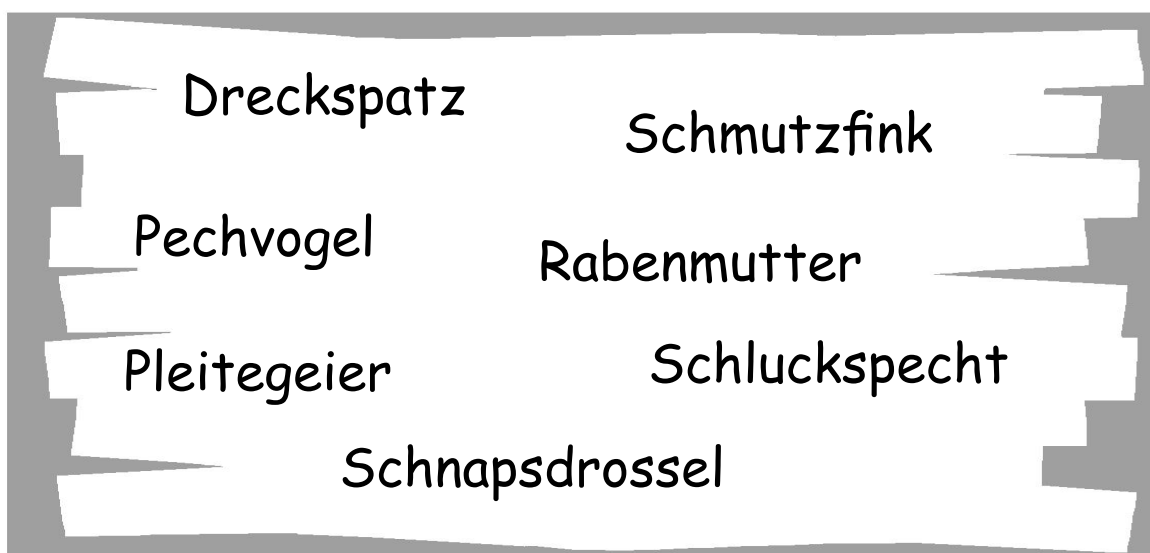 Dreckspatz
Schmutzfink
Pechvogel
Rabenmutter
Pleitegeier
Schluckspecht
Schnapsdrossel